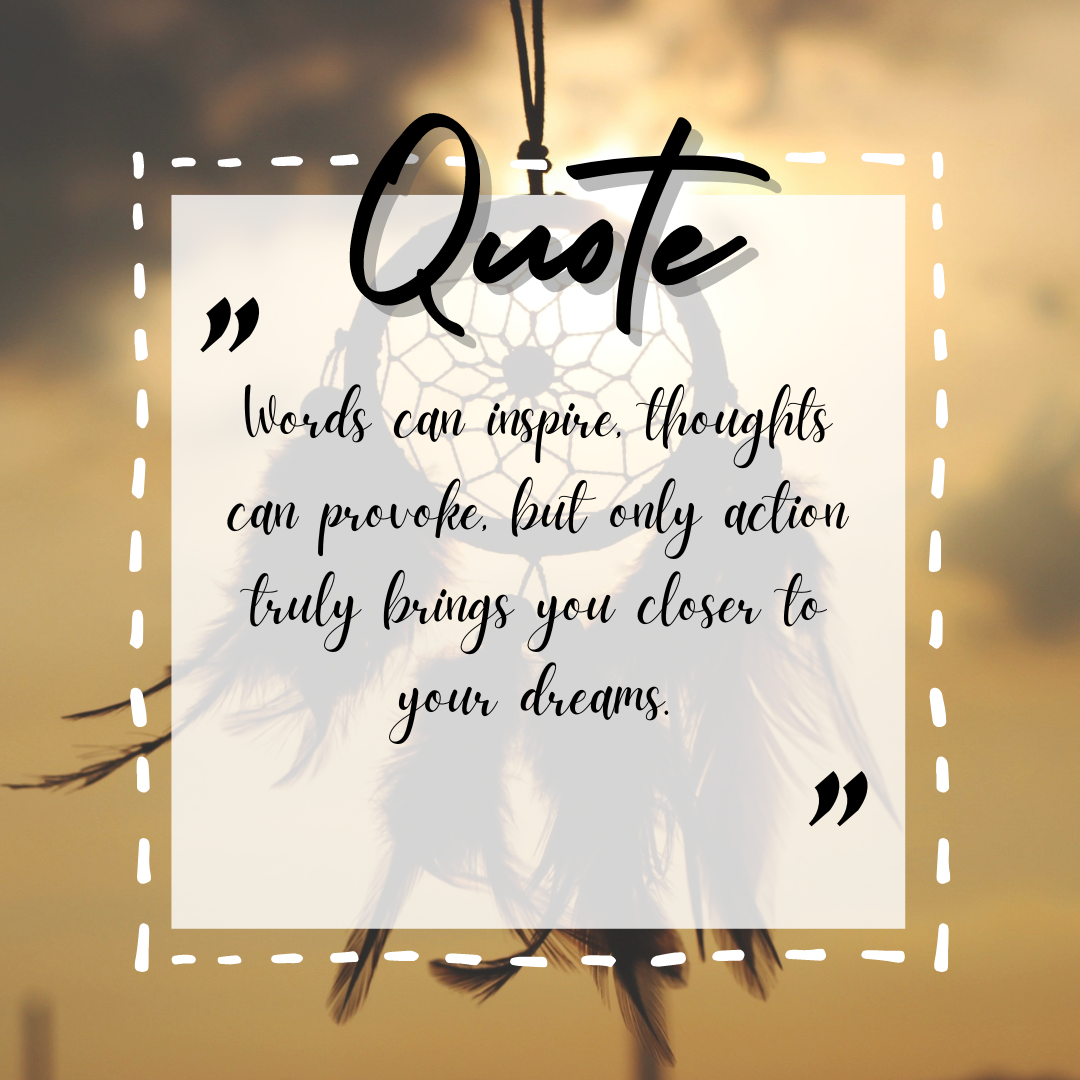 Quote
”
Words can inspire, thoughts
can provoke, but only action
truly brings you closer to
your dreams.
”